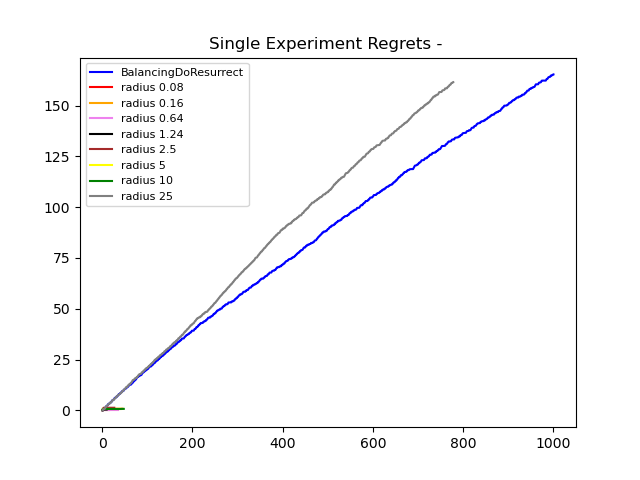 Single Experiment Regrets -
BalancingDoResurrect
radius 0.08
radius 0.16
radius 0.64
radius 1.24
radius 2.5
radius 5
radius 10
radius 25
150
125
100
75
50
25
0
0 200 400 600 800 1000